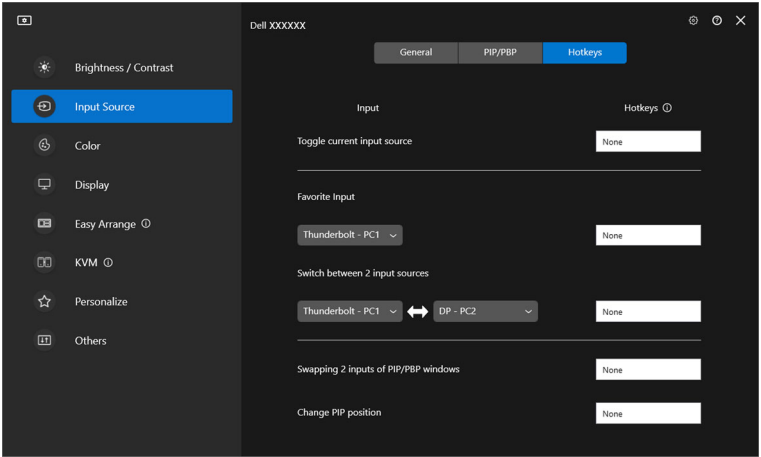 Dell XXXXXX
General
PIP/PBP
Hotkeys
Brightness / Contrast
Input Source
Color
Display
Easy Arrange
KVM
Personalize
Others
Input
Hotkeys
Toggle current input source
None
Favorite Input
Thunderbolt - PC1
None
Switch between 2 input sources
Thunderbolt - PC1
DP - PC2
None
Swapping 2 inputs of PIP/PBP windows
None
Change PIP position
None